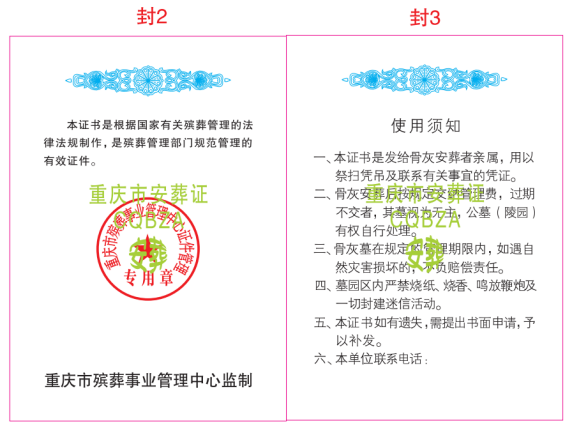 封2
本证书是根据国家有关殡葬管理的法
律法规制作，是殡葬管理部门规范管理的
有效证件。
重庆市安葬证
CQBZA
安葬
重庆市殡葬事业管理中心证件管理
专用章
重庆市殡葬事业管理中心监制
封3
使用须知
一、本证书是发给骨灰安葬者亲属，用以
祭扫凭吊及联系有关事宜的凭证。
二、骨灰安葬后按规定交纳管理费，过期
不交者，其墓视为无主，公墓（陵园）
有权自行处理。
三、骨灰墓在规定的管理期限内，如遇自
然灾害损坏的，不负赔偿责任。
四、墓园区内严禁烧纸、烧香、鸣放鞭炮及
一切封建迷信活动。
五、本证书如有遗失,需提出书面申请，予
以补发。
六、本单位联系电话：
重庆市安葬证
CQBZA
安葬